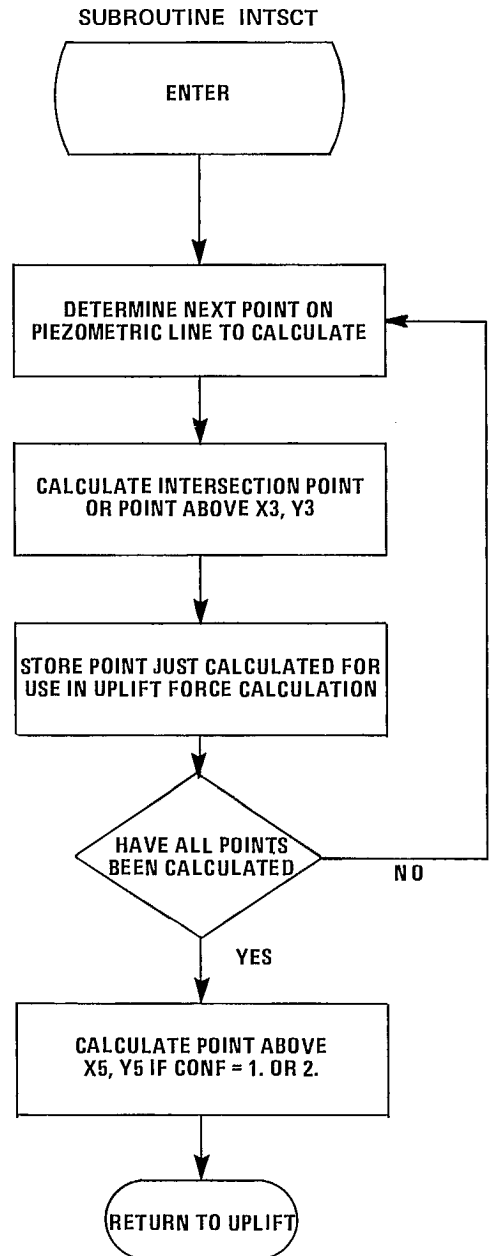 SUBROUTINE INTSCT
ENTER
DETERMINE NEXT POINT ON
PIEZOMETRIC LINE TO CALCULATE
CALCULATE INTERSECTION POINT
OR POINT ABOVE X3, Y3
STORE POINT JUST CALCULATED FOR
USE IN UPLIFT FORCE CALCULATION
HAVE ALL POINTS
BEEN CALCULATED
NO
YES
CALCULATE POINT ABOVE
X5, Y5 IF CONF = 1. OR 2.
RETURN TO UPLIFT